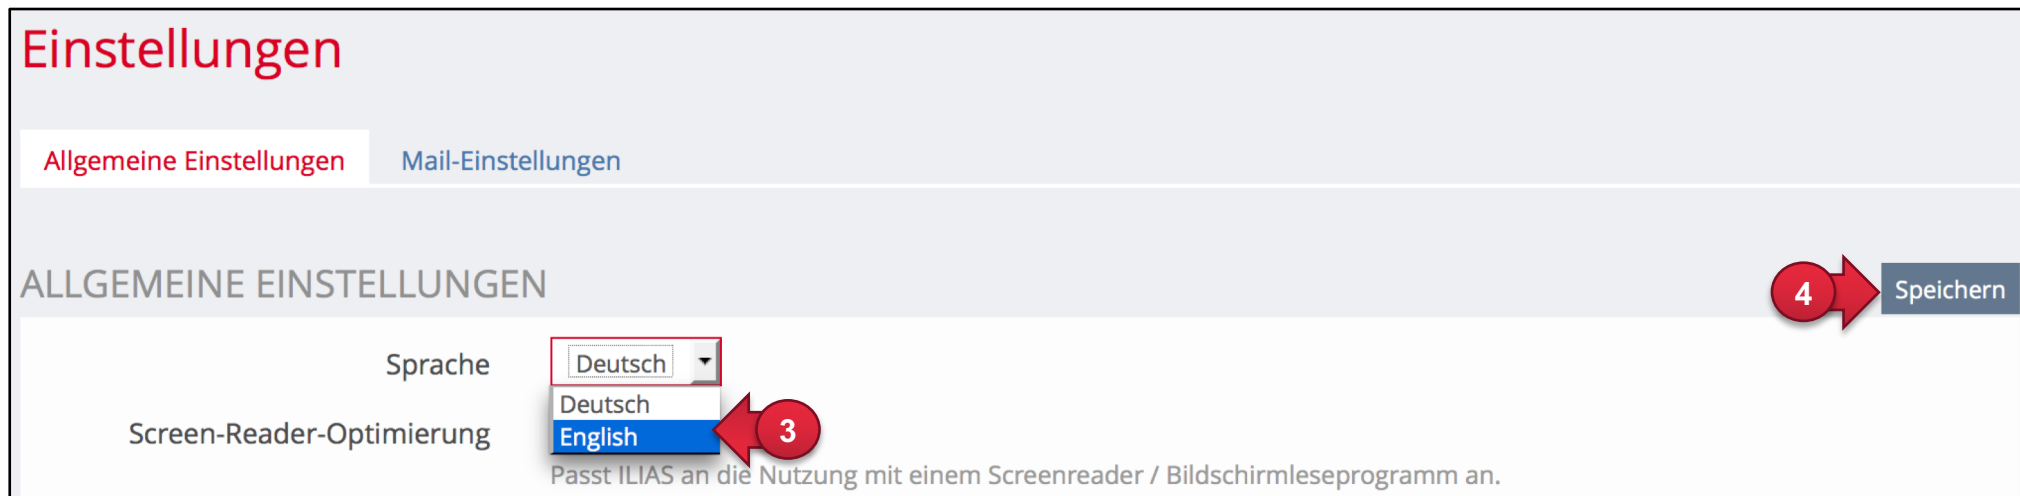 Einstellungen
Allgemeine Einstellungen Mail-Einstellungen
ALLGEMEINE EINSTELLUNGEN
4 Speichern
Sprache Deutsch
Deutsch
Screen-Reader-Optimierung English 3
Passt ILIAS an die Nutzung mit einem Screenreader / Bildschirmleseprogramm an.